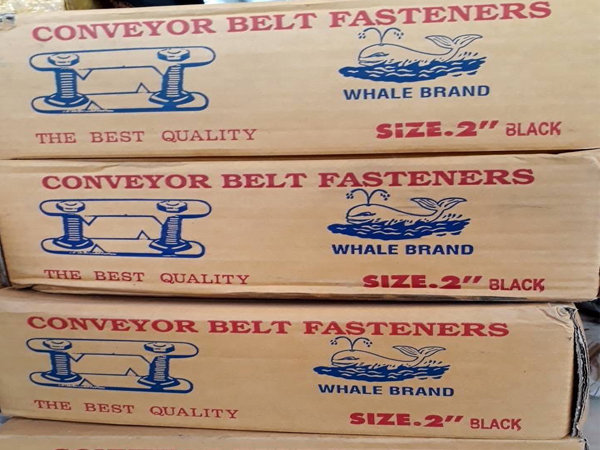 CONVEYOR BELT FASTENERS
WHALE BRAND
THE BEST QUALITY SIZE.2" BLACK
CONVEYOR BELT FASTENERS
WHALE BRAND
THE BEST QUALITY SIZE.2" BLACK
CONVEYOR BELT FASTENERS
WHALE BRAND
THE BEST QUALITY SIZE.2" BLACK